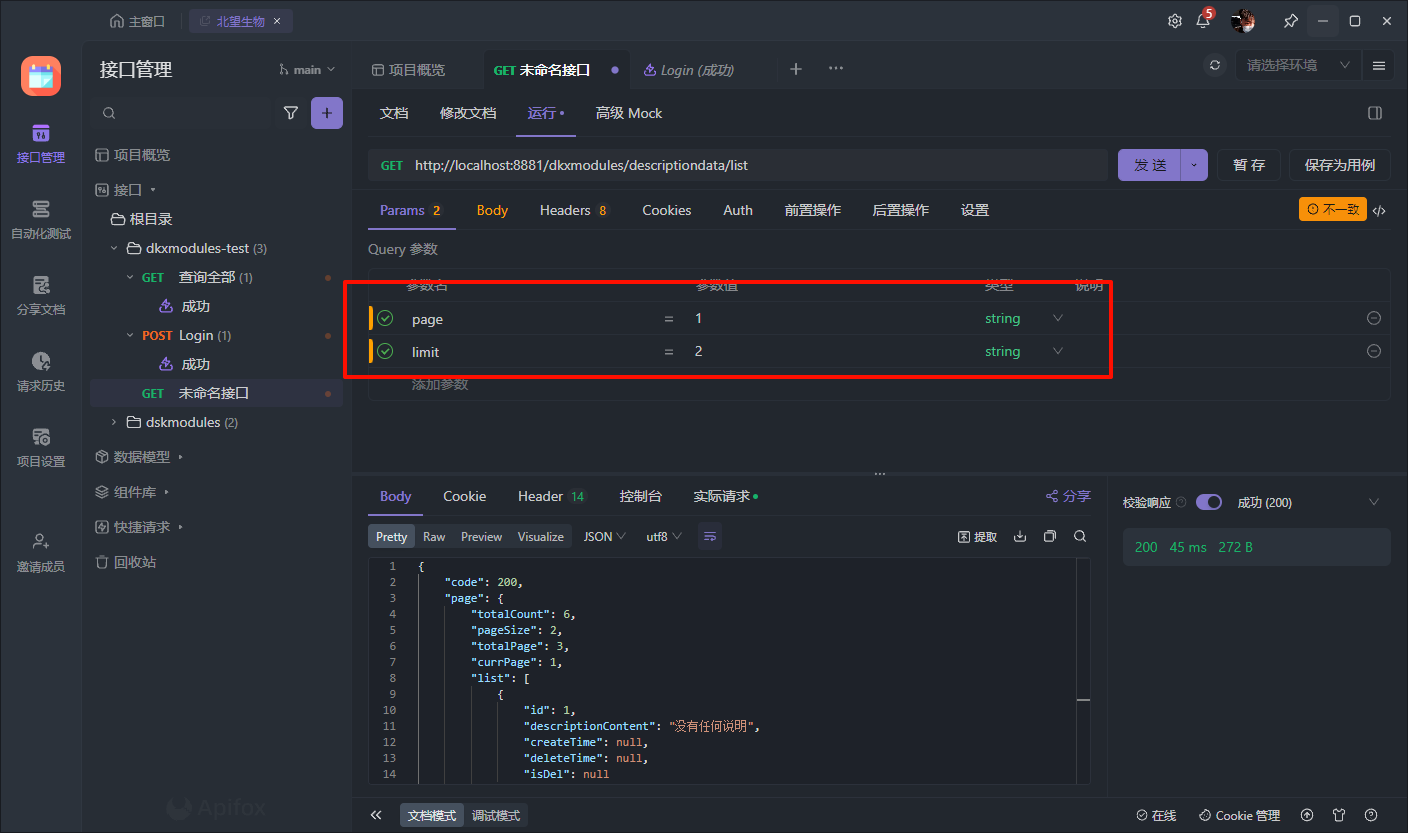 主窗口
北望生物
5
接口管理
main
项目概览
GET 未命名接口
Login (成功)
请选择环境
接口管理
自动化测试
分享文档
请求历史
项目设置
邀请成员
项目概览
接口
根目录
dkxmodules-test (3)
GET 查询全部 (1)
成功
POST Login (1)
成功
GET 未命名接口
dskmodules (2)
数据模型
组件库
快捷请求
回收站
Apifox
文档 修改文档 运行 高级 Mock
GET http://localhost:8881/dkxmodules/descriptiondata/list
发 送 暂 存 保存为用例
Params 2 Body Headers 8 Cookies Auth 前置操作 后置操作 设置
不一致
Query 参数
参数名 参数值 类型 说明
page = 1 string
limit = 2 string
添加参数
Body Cookie Header 14 控制台 实际请求
分享
Pretty Raw Preview Visualize JSON utf8
提取
1 {
2 "code": 200,
3 "page": {
4 "totalCount": 6,
5 "pageSize": 2,
6 "totalPage": 3,
7 "currPage": 1,
8 "list": [
9 {
10 "id": 1,
11 "descriptionContent": "没有任何说明",
12 "createTime": null,
13 "deleteTime": null,
14 "isDel": null
校验响应 成功 (200)
200 45 ms 272 B
文档模式 调试模式
在线 Cookie 管理